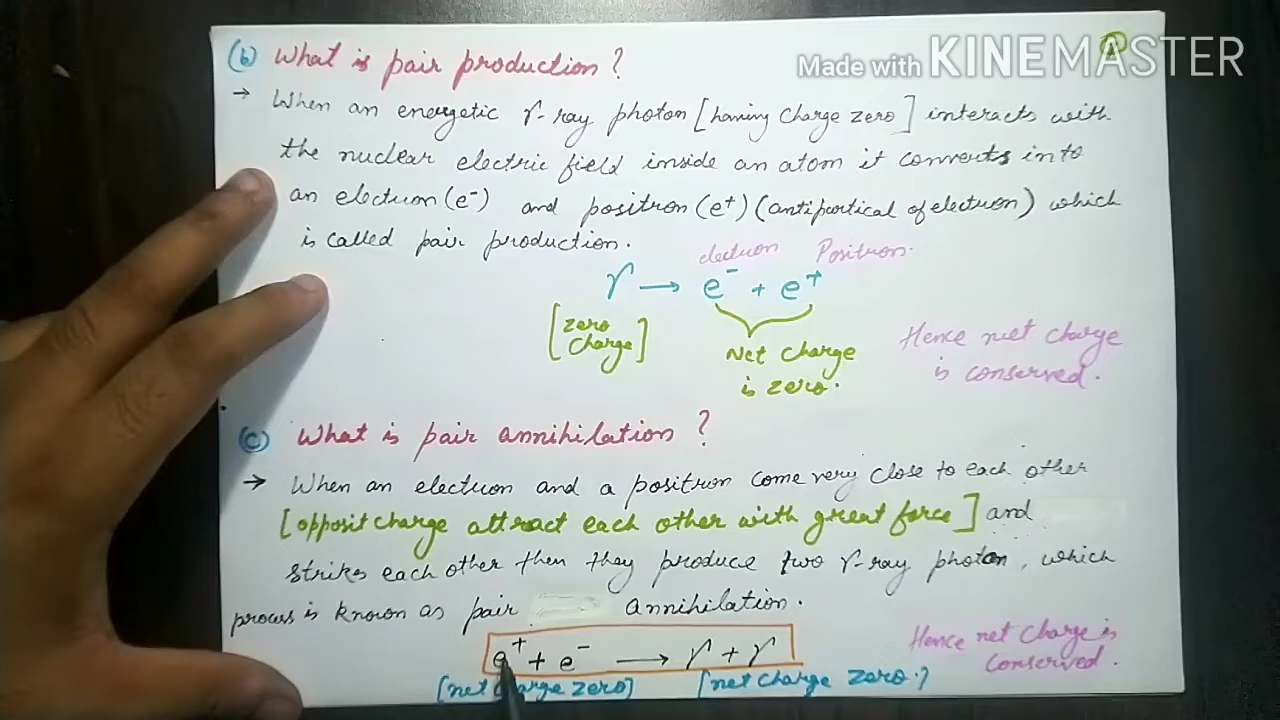 Made with KINEMASTER
(b) What is pair production?
→ When an energetic γ-ray photon [having charge zero] interacts with
the nuclear electric field inside an atom it converts into
an electron (e⁻) and positron (e⁺) (antipartical of electron) which
is called pair production.
electron Positron.
γ → e⁻ + e⁺
[zero charge]
Net charge
is zero.
Hence net charge
is conserved.
(c) What is pair annihilation?
→ When an electron and a positron come very close to each other
[opposit charge attract each other with great force] and
strikes each other then they produce two γ-ray photon, which
process is known as pair annihilation.
e⁺ + e⁻ → γ + γ
[net charge zero] [net charge zero.]
Hence net charge is
conserved.